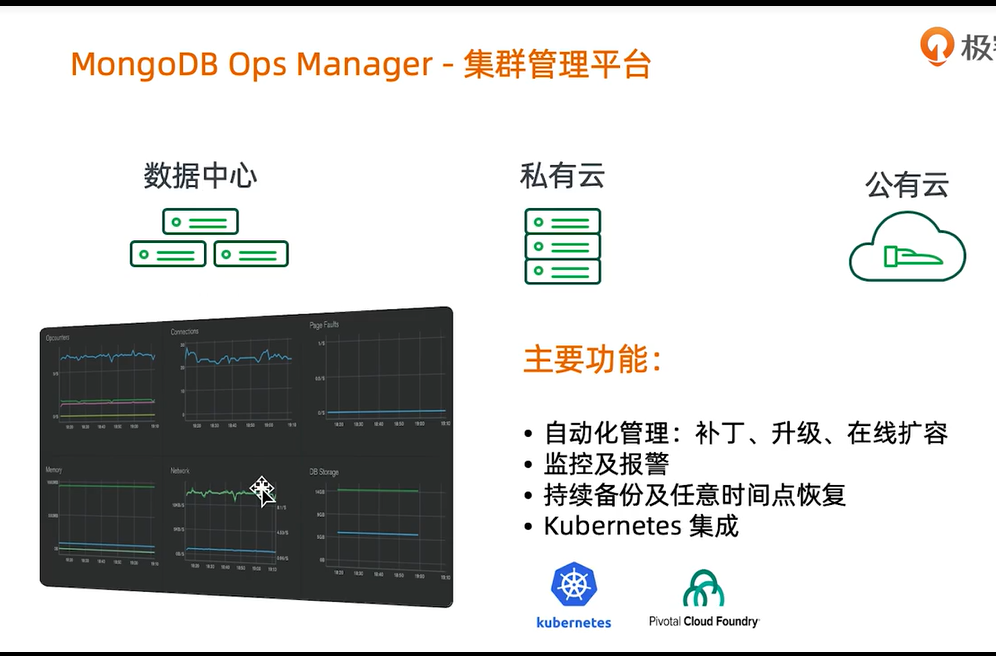 MongoDB Ops Manager - 集群管理平台
极客
数据中心
私有云
公有云
Opcounters
Connections
Page Faults
Memory
Network
DB Storage
主要功能：
• 自动化管理：补丁、升级、在线扩容
• 监控及报警
• 持续备份及任意时间点恢复
• Kubernetes 集成
kubernetes
Pivotal Cloud Foundry